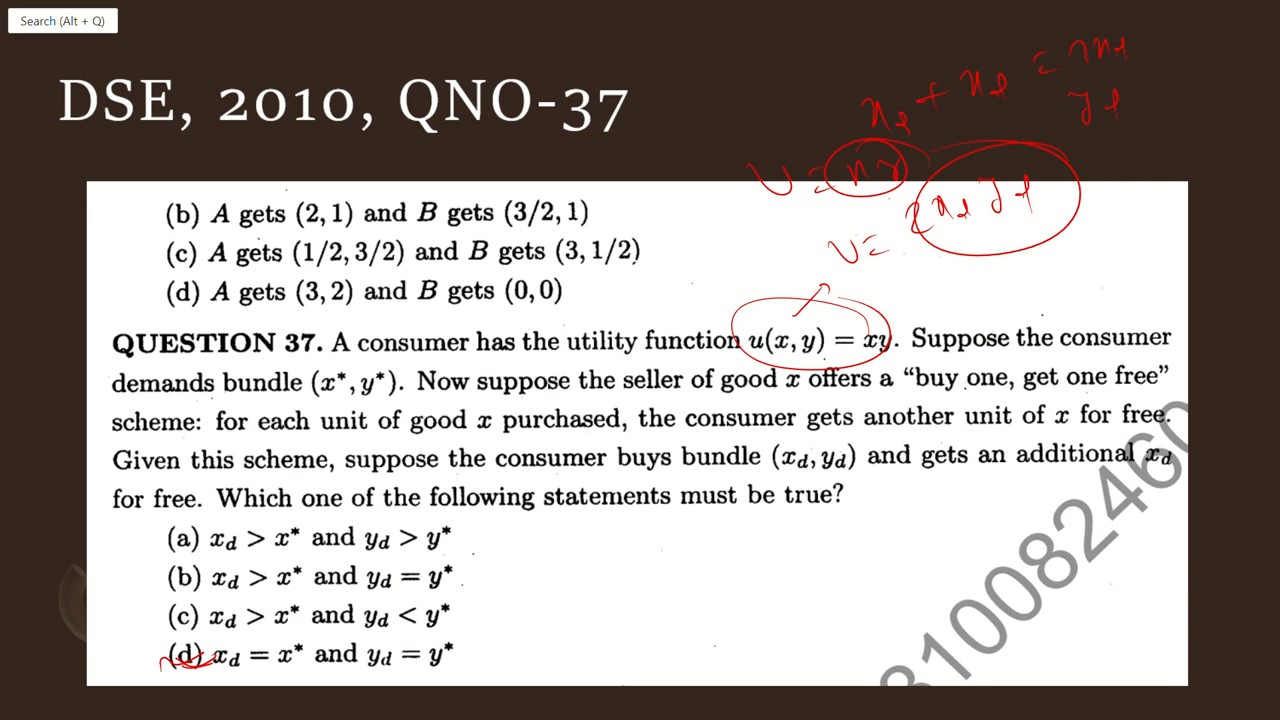 Search (Alt + Q)
DSE, 2010, QNO-37
(b) A gets (2, 1) and B gets (3/2, 1)
(c) A gets (1/2, 3/2) and B gets (3, 1/2)
(d) A gets (3, 2) and B gets (0, 0)
QUESTION 37. A consumer has the utility function u(x, y) = xy. Suppose the consumer
demands bundle (x*, y*). Now suppose the seller of good x offers a “buy one, get one free”
scheme: for each unit of good x purchased, the consumer gets another unit of x for free.
Given this scheme, suppose the consumer buys bundle (x_d, y_d) and gets an additional x_d
for free. Which one of the following statements must be true?
(a) x_d > x* and y_d > y*
(b) x_d > x* and y_d = y*
(c) x_d > x* and y_d < y*
(d) x_d = x* and y_d = y*